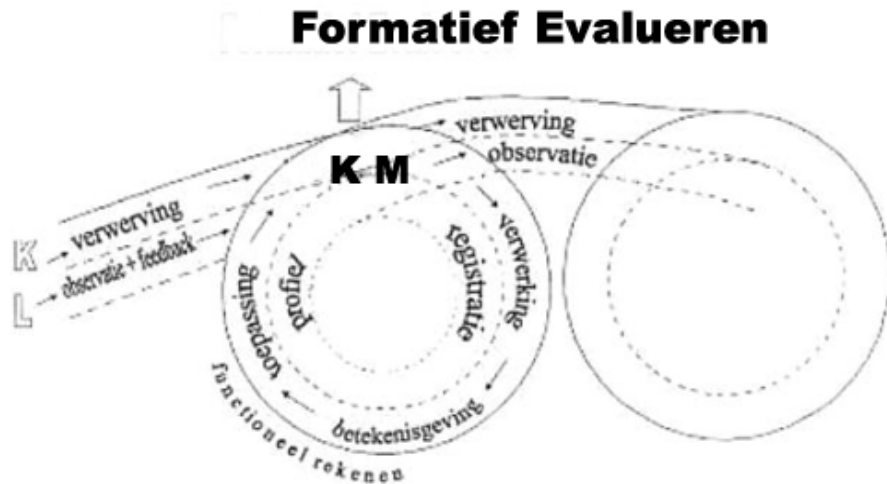 Formatief Evalueren
verwerving
observatie
K M
K
verwerving
L
observatie + feedback
verwerking
registratie
profiel
toepassing
betekenisgeving
functioneel rekenen